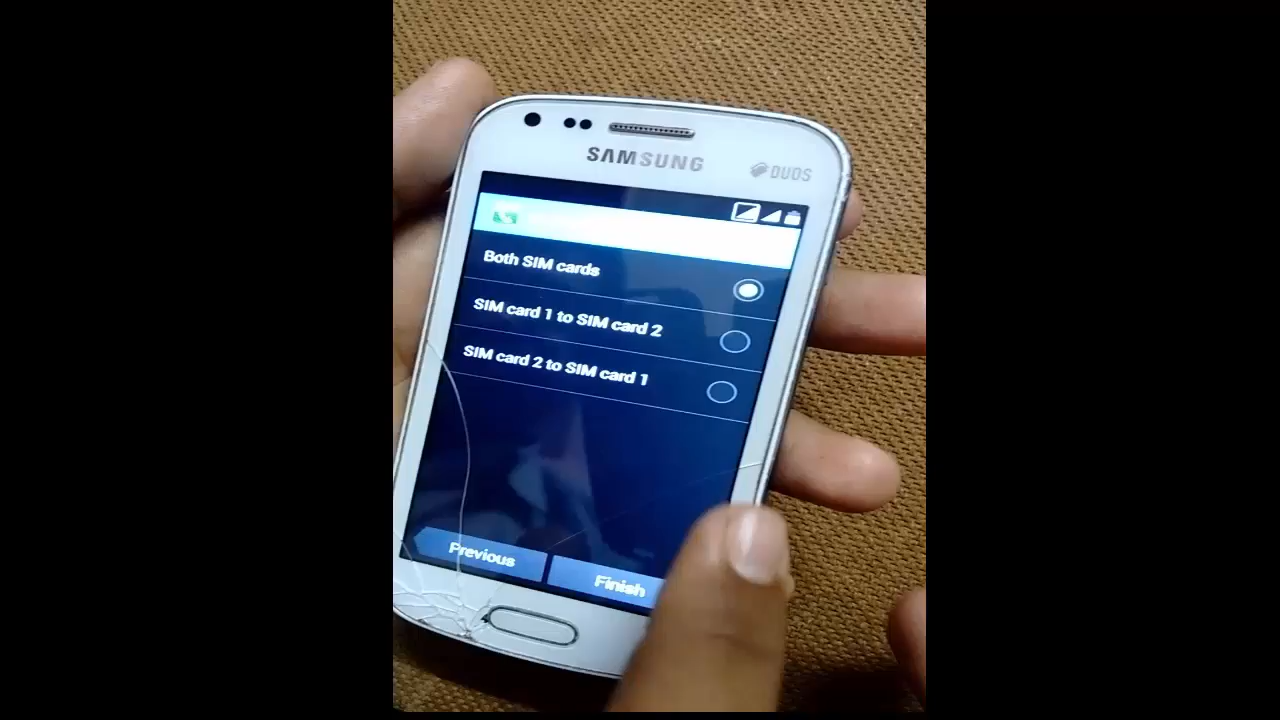 SAMSUNG
DUOS
Both SIM cards
SIM card 1 to SIM card 2
SIM card 2 to SIM card 1
Previous
Finish